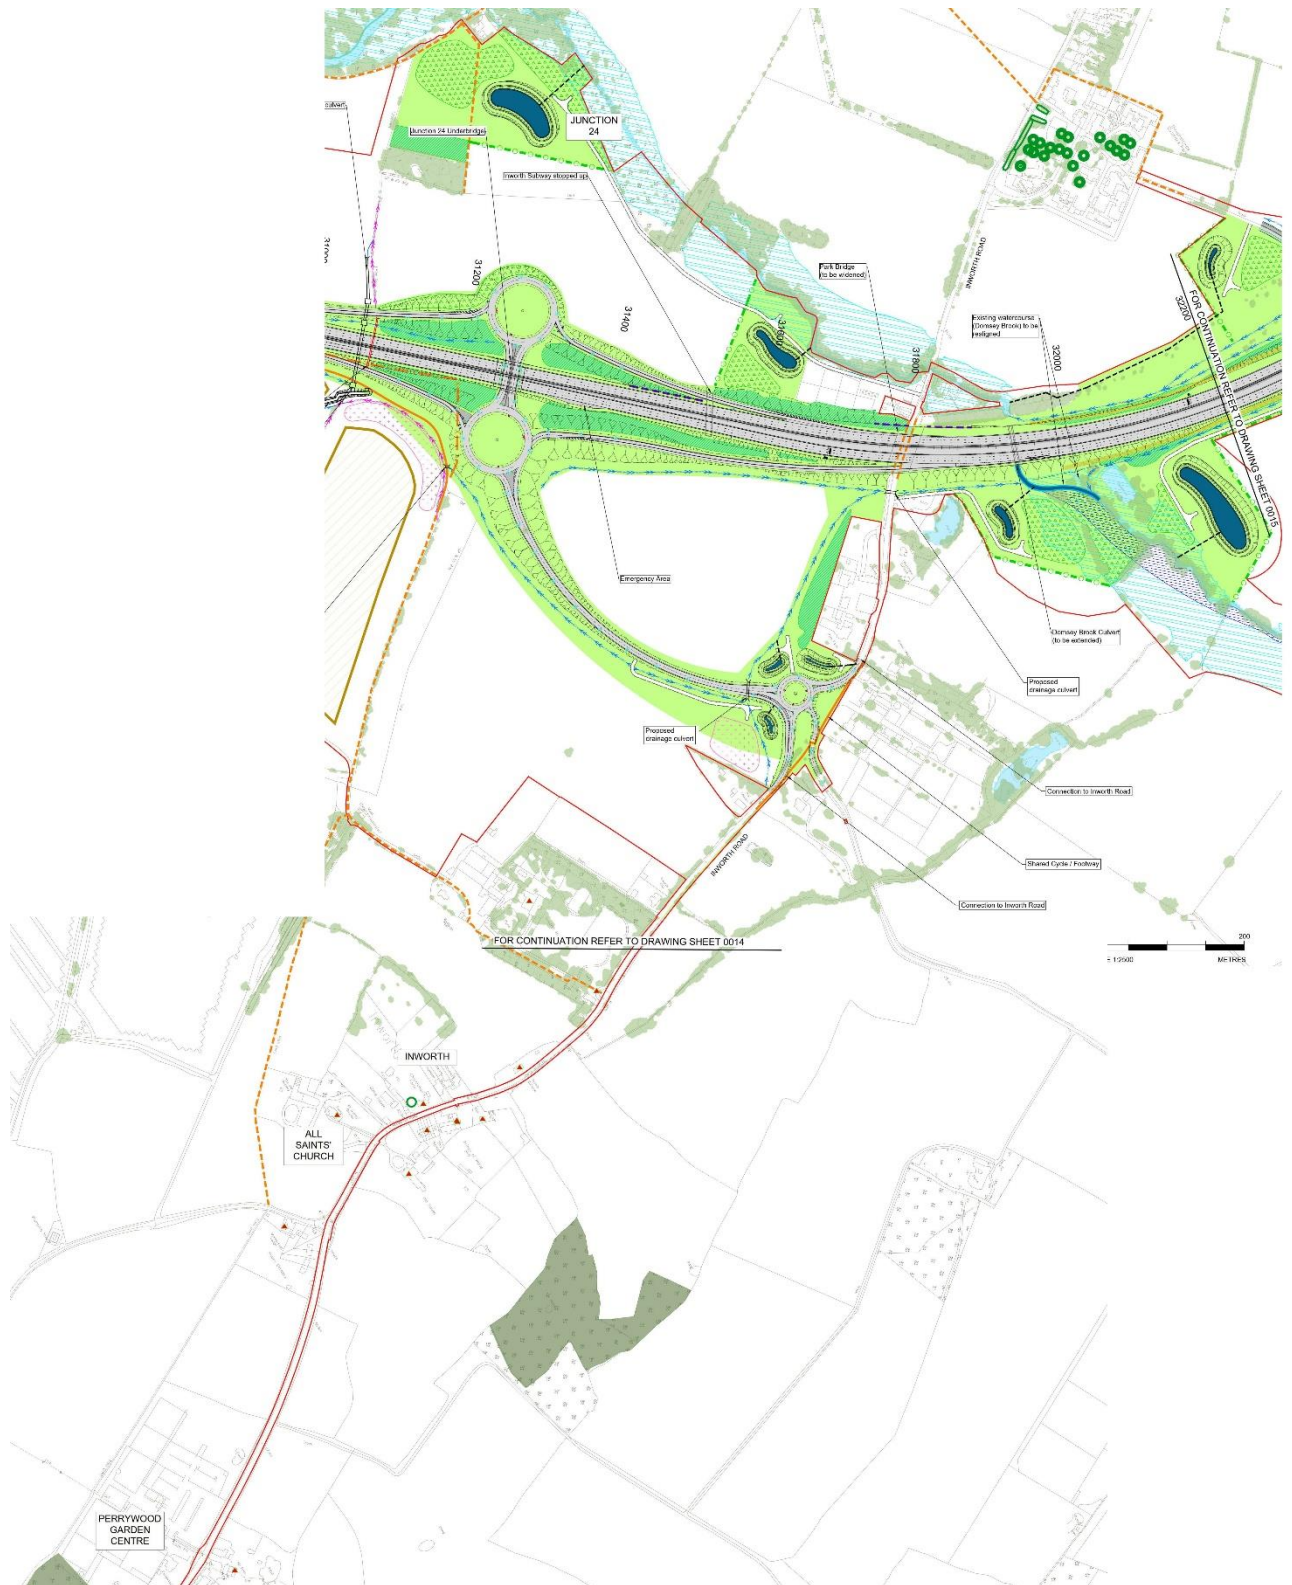 culvert
Junction 24 Underbridge
JUNCTION
24
Inworth Subway stopped up
INWORTH ROAD
31200
31400
31600
31800
32000
32200
Park Bridge
(to be widened)
Existing watercourse
(Domsey Brook) to be
realigned
FOR CONTINUATION REFER TO DRAWING SHEET 0015
Emergency Area
Domsey Brook Culvert
(to be extended)
Proposed
drainage culvert
Proposed
drainage culvert
Connection to Inworth Road
INWORTH ROAD
Shared Cycle / Footway
Connection to Inworth Road
FOR CONTINUATION REFER TO DRAWING SHEET 0014
200
1:2500
METRES
INWORTH
ALL
SAINTS'
CHURCH
PERRYWOOD
GARDEN
CENTRE